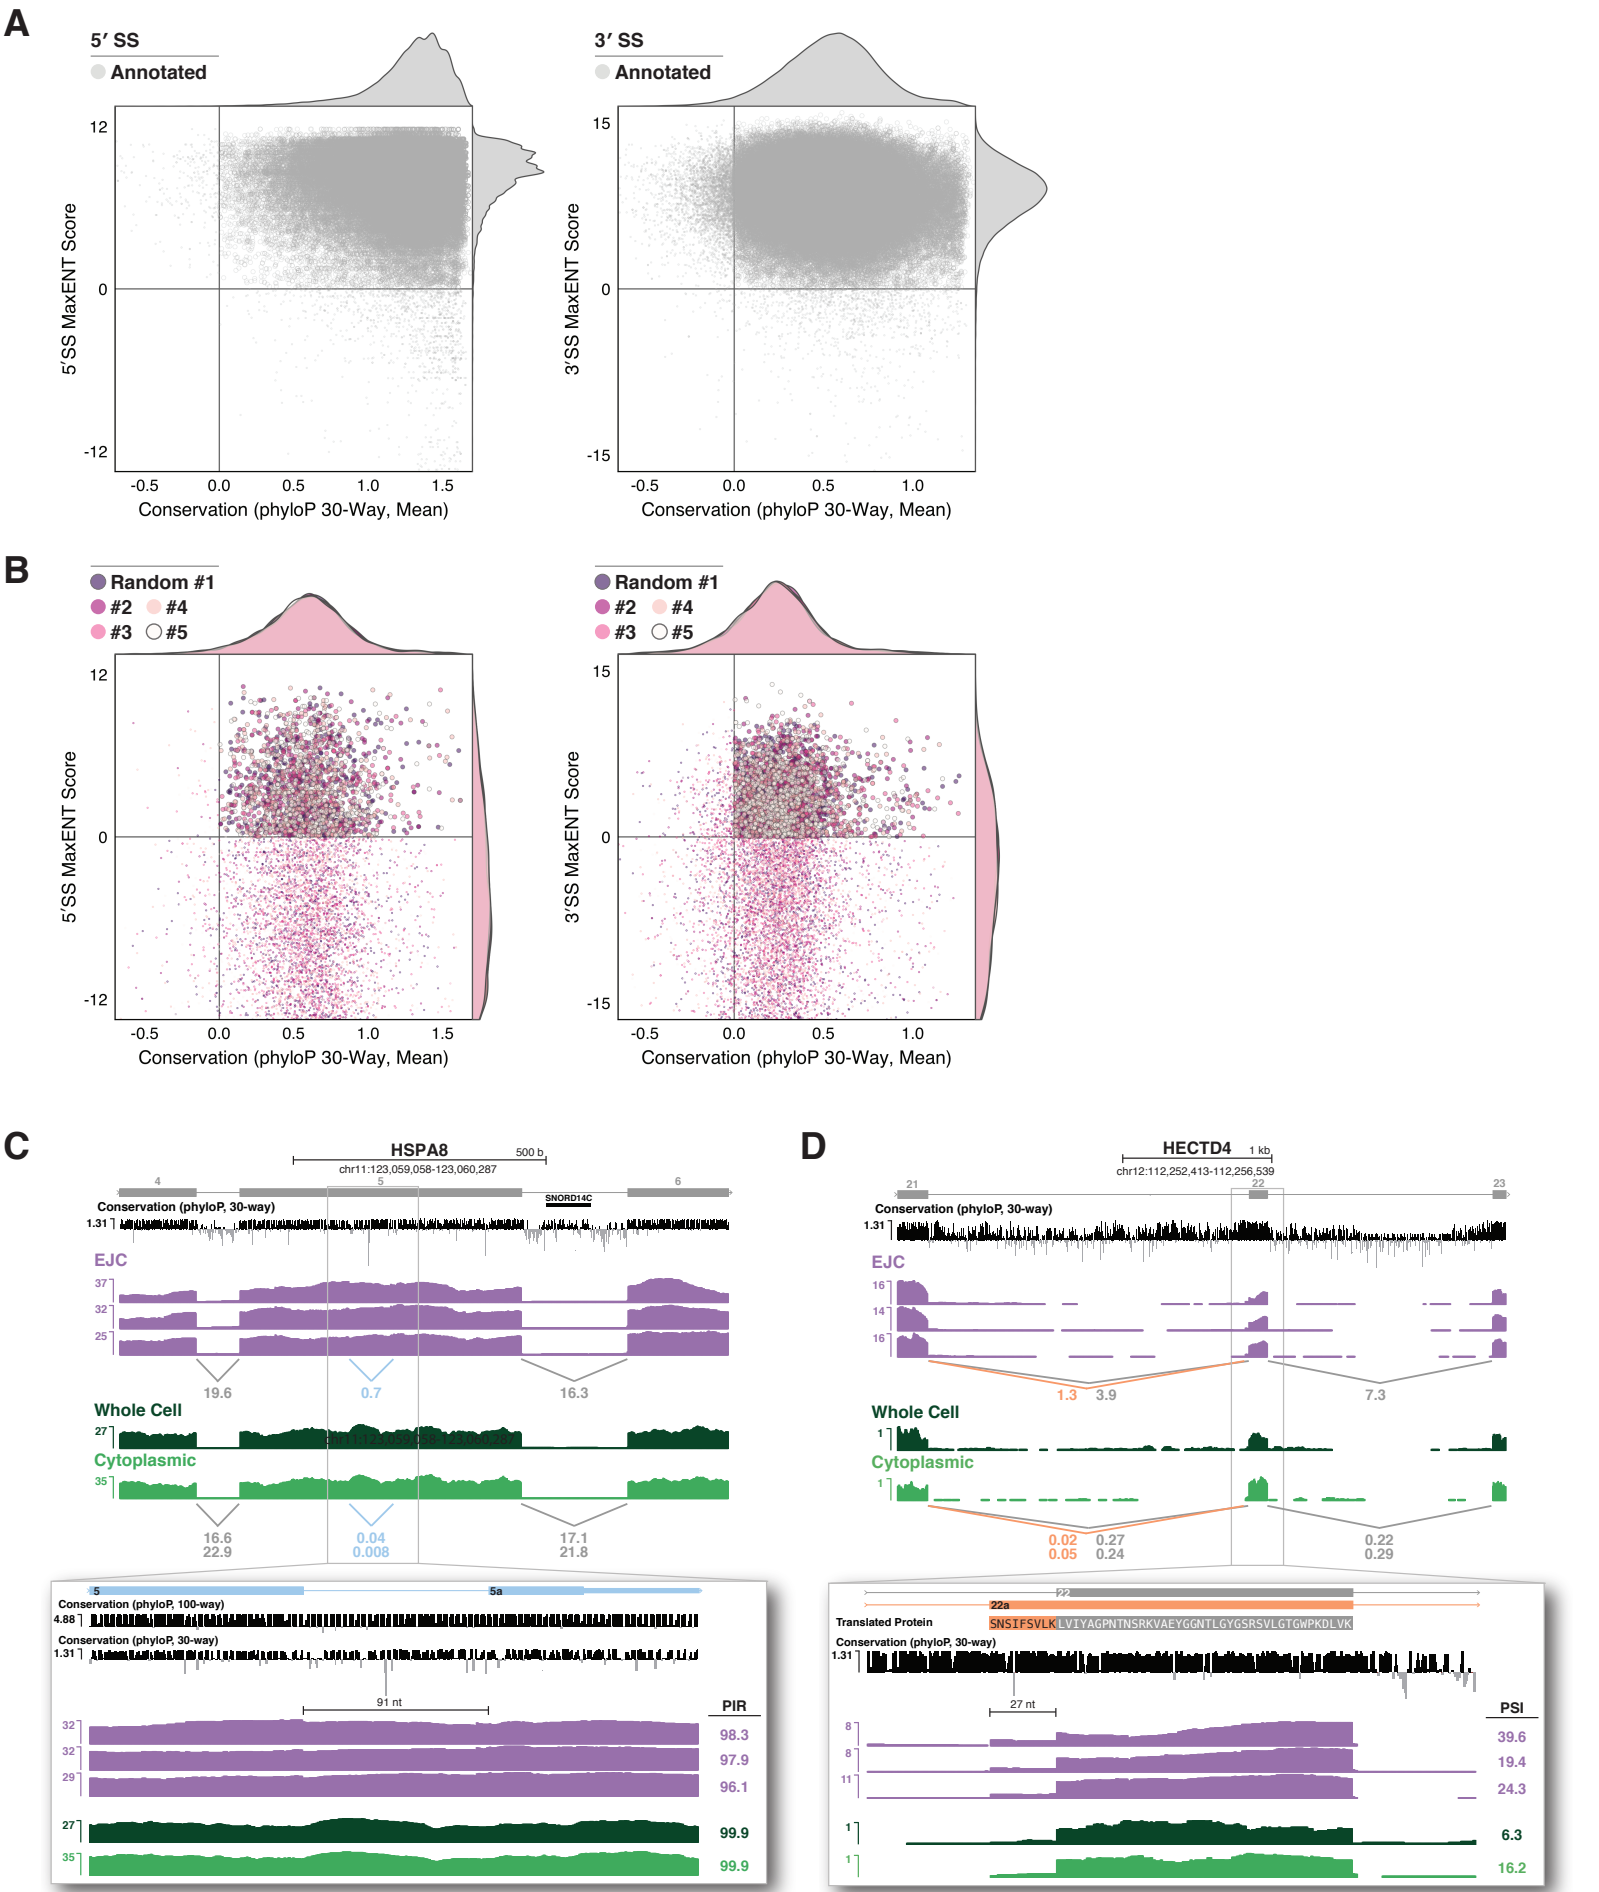 A
5′ SS
Annotated
12
0
-12
5′SS MaxENT Score
-0.5 0.0 0.5 1.0 1.5
Conservation (phyloP 30-Way, Mean)
3′ SS
Annotated
15
0
-15
3′SS MaxENT Score
-0.5 0.0 0.5 1.0
Conservation (phyloP 30-Way, Mean)
B
Random #1
#2 #4
#3 #5
12
0
-12
5′SS MaxENT Score
-0.5 0.0 0.5 1.0 1.5
Conservation (phyloP 30-Way, Mean)
Random #1
#2 #4
#3 #5
15
0
-15
3′SS MaxENT Score
-0.5 0.0 0.5 1.0
Conservation (phyloP 30-Way, Mean)
C
HSPA8
500 b
chr11:123,059,058-123,060,287
4 5 6
SNORD14C
Conservation (phyloP, 30-way)
1.31
EJC
37
32
25
19.6 0.7 16.3
Whole Cell
27
chr11:123,059,058-123,060,287
Cytoplasmic
35
16.6 0.04 17.1
22.9 0.008 21.8
5 5a
Conservation (phyloP, 100-way)
4.88
Conservation (phyloP, 30-way)
1.31
91 nt
PIR
32 98.3
32 97.9
29 96.1
27 99.9
35 99.9
D
HECTD4
1 kb
chr12:112,252,413-112,256,539
21 22 23
Conservation (phyloP, 30-way)
1.31
EJC
16
14
16
1.3 3.9 7.3
Whole Cell
1
Cytoplasmic
1
0.02 0.27 0.22
0.05 0.24 0.29
22
22a
Translated Protein SNSIFSVLKLVIYAGPNTNSRKVAEYGGNTLGYGSRSVLGTGWPKDLVK
Conservation (phyloP, 30-way)
1.31
27 nt
PSI
8 39.6
8 19.4
11 24.3
1 6.3
1 16.2